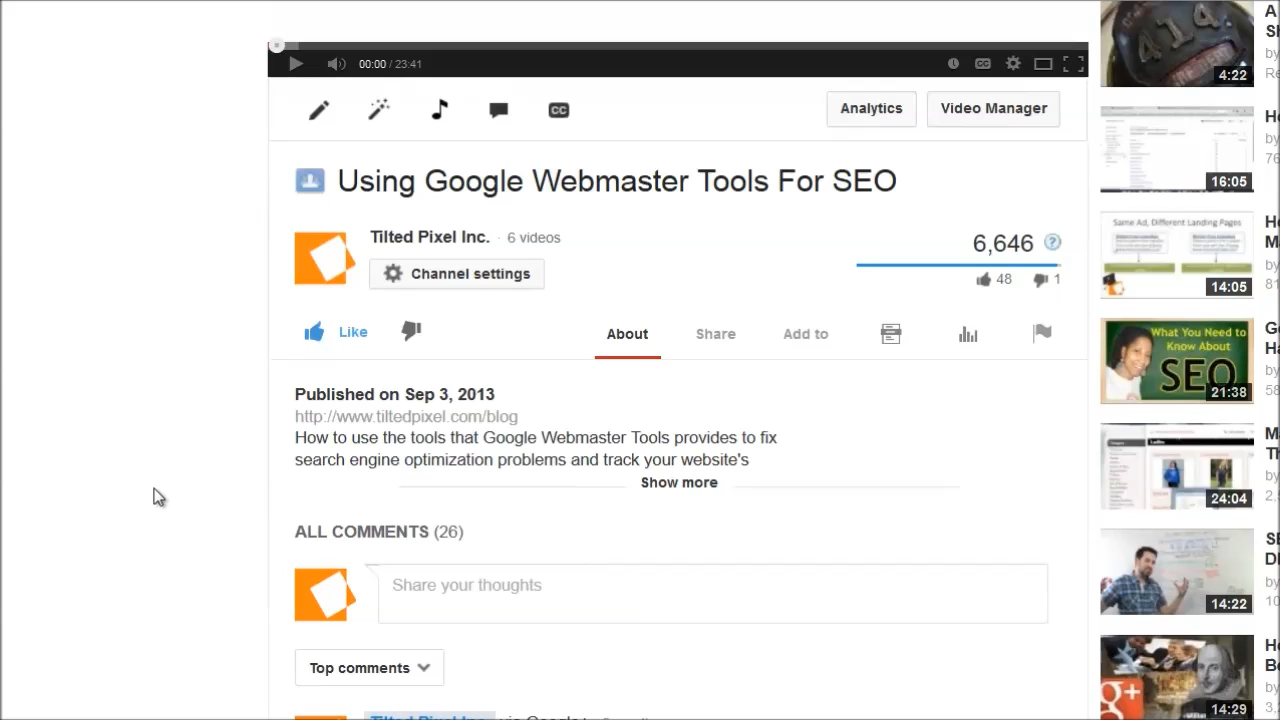 00:00 / 23:41
CC
Analytics
Video Manager
Using Google Webmaster Tools For SEO
Tilted Pixel Inc. · 6 videos
Channel settings
6,646 ?
48 1
Like
About
Share
Add to
Published on Sep 3, 2013
http://www.tiltedpixel.com/blog
How to use the tools that Google Webmaster Tools provides to fix
search engine optimization problems and track your website's
Show more
ALL COMMENTS (26)
Share your thoughts
Top comments
Tilted Pixel Inc. via Google+
4:22
16:05
Same Ad, Different Landing Pages
14:05
What You Need to
Know About
SEO
21:38
24:04
14:22
g+
14:29